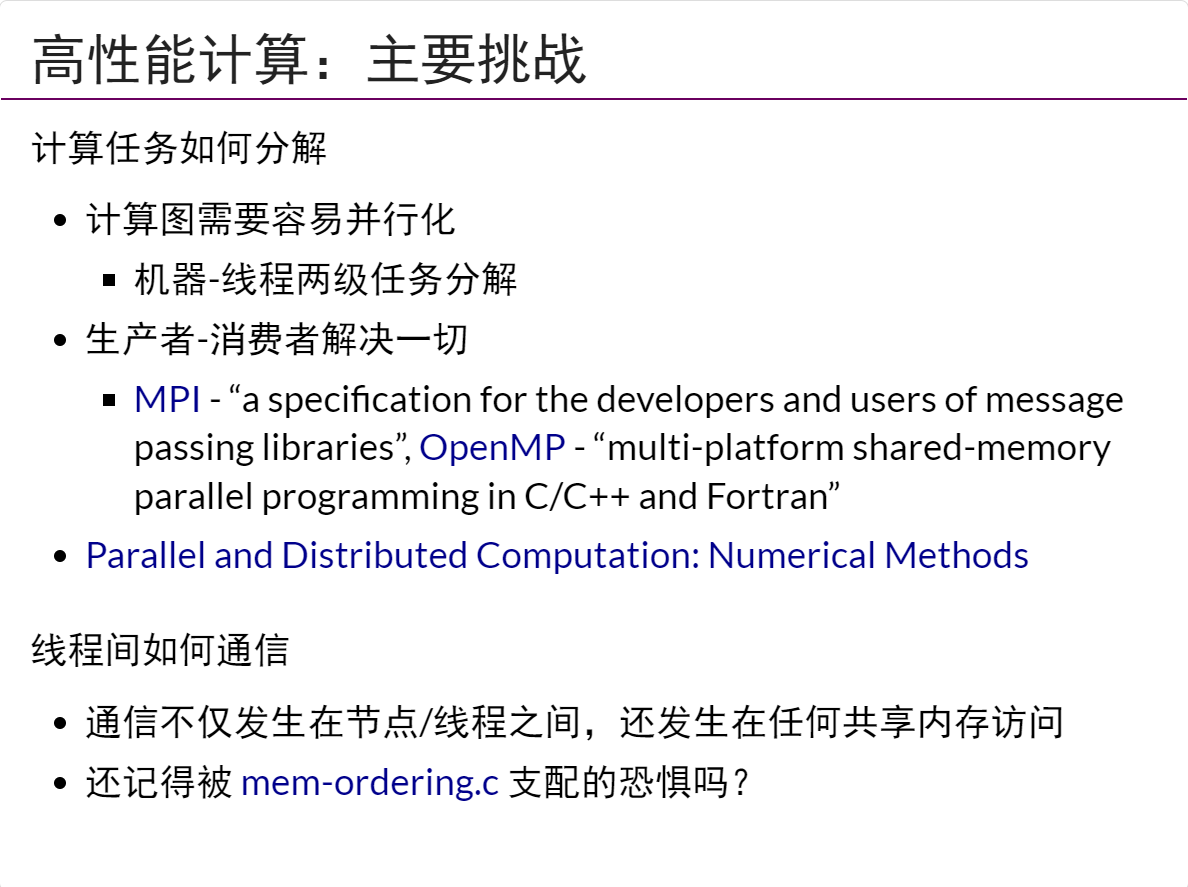 高性能计算：主要挑战
计算任务如何分解
计算图需要容易并行化
机器-线程两级任务分解
生产者-消费者解决一切
MPI - “a specification for the developers and users of message
passing libraries”, OpenMP - “multi-platform shared-memory
parallel programming in C/C++ and Fortran”
Parallel and Distributed Computation: Numerical Methods
线程间如何通信
通信不仅发生在节点/线程之间，还发生在任何共享内存访问
还记得被 mem-ordering.c 支配的恐惧吗？